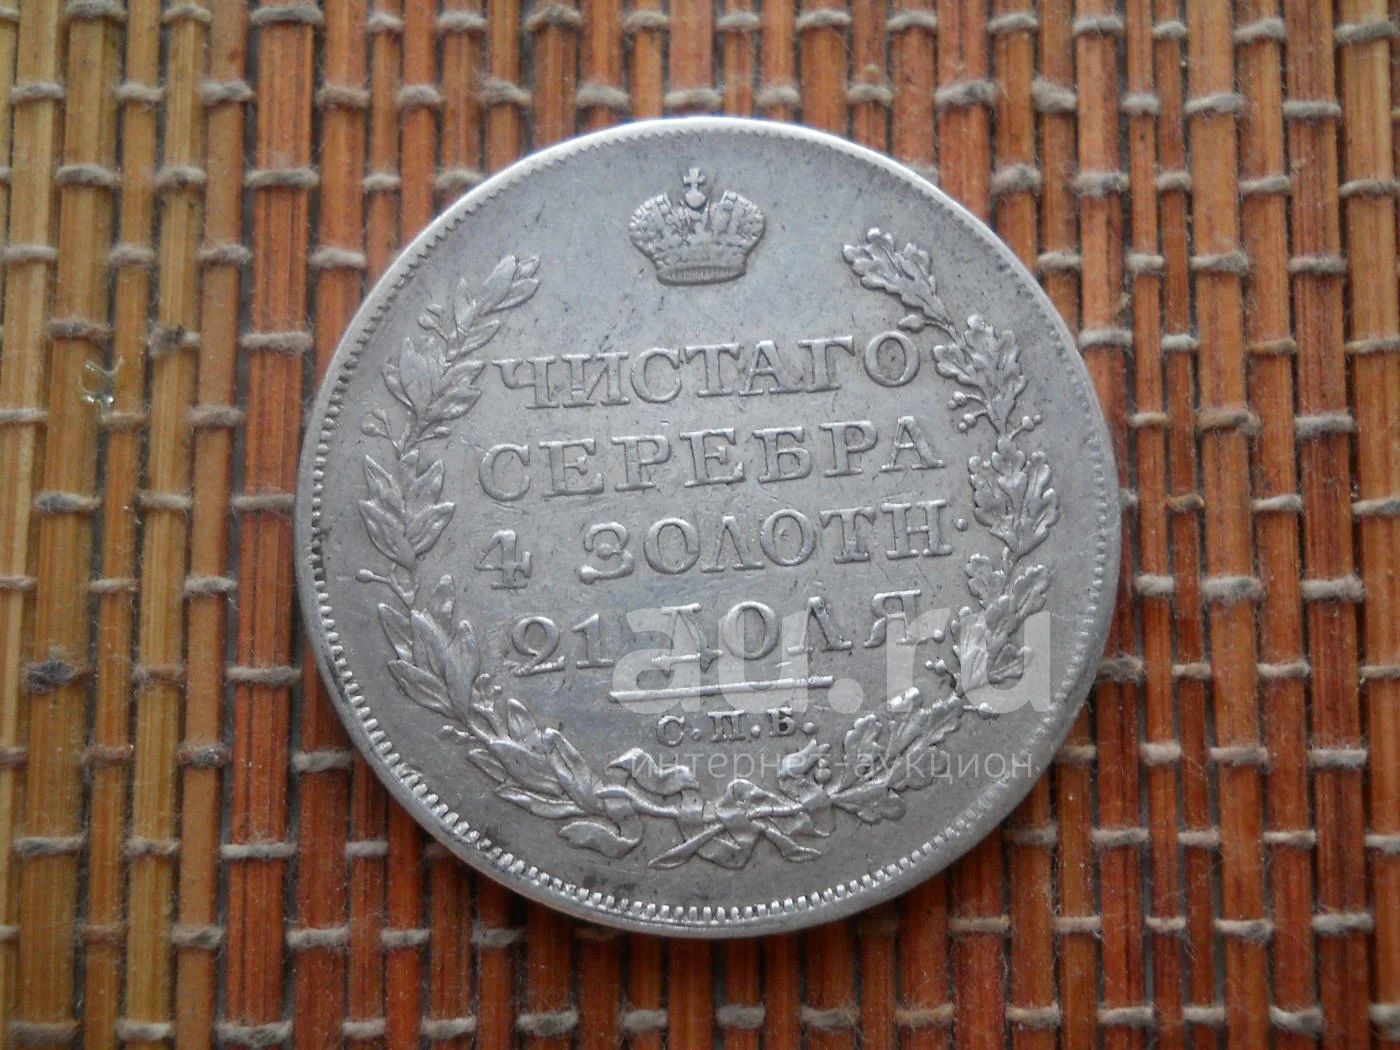 ЧИСТАГО
СЕРЕБРА
4 ЗОЛОТН.
21 ДОЛЯ.
С.П.Б.
au.ru
интернет-аукцион